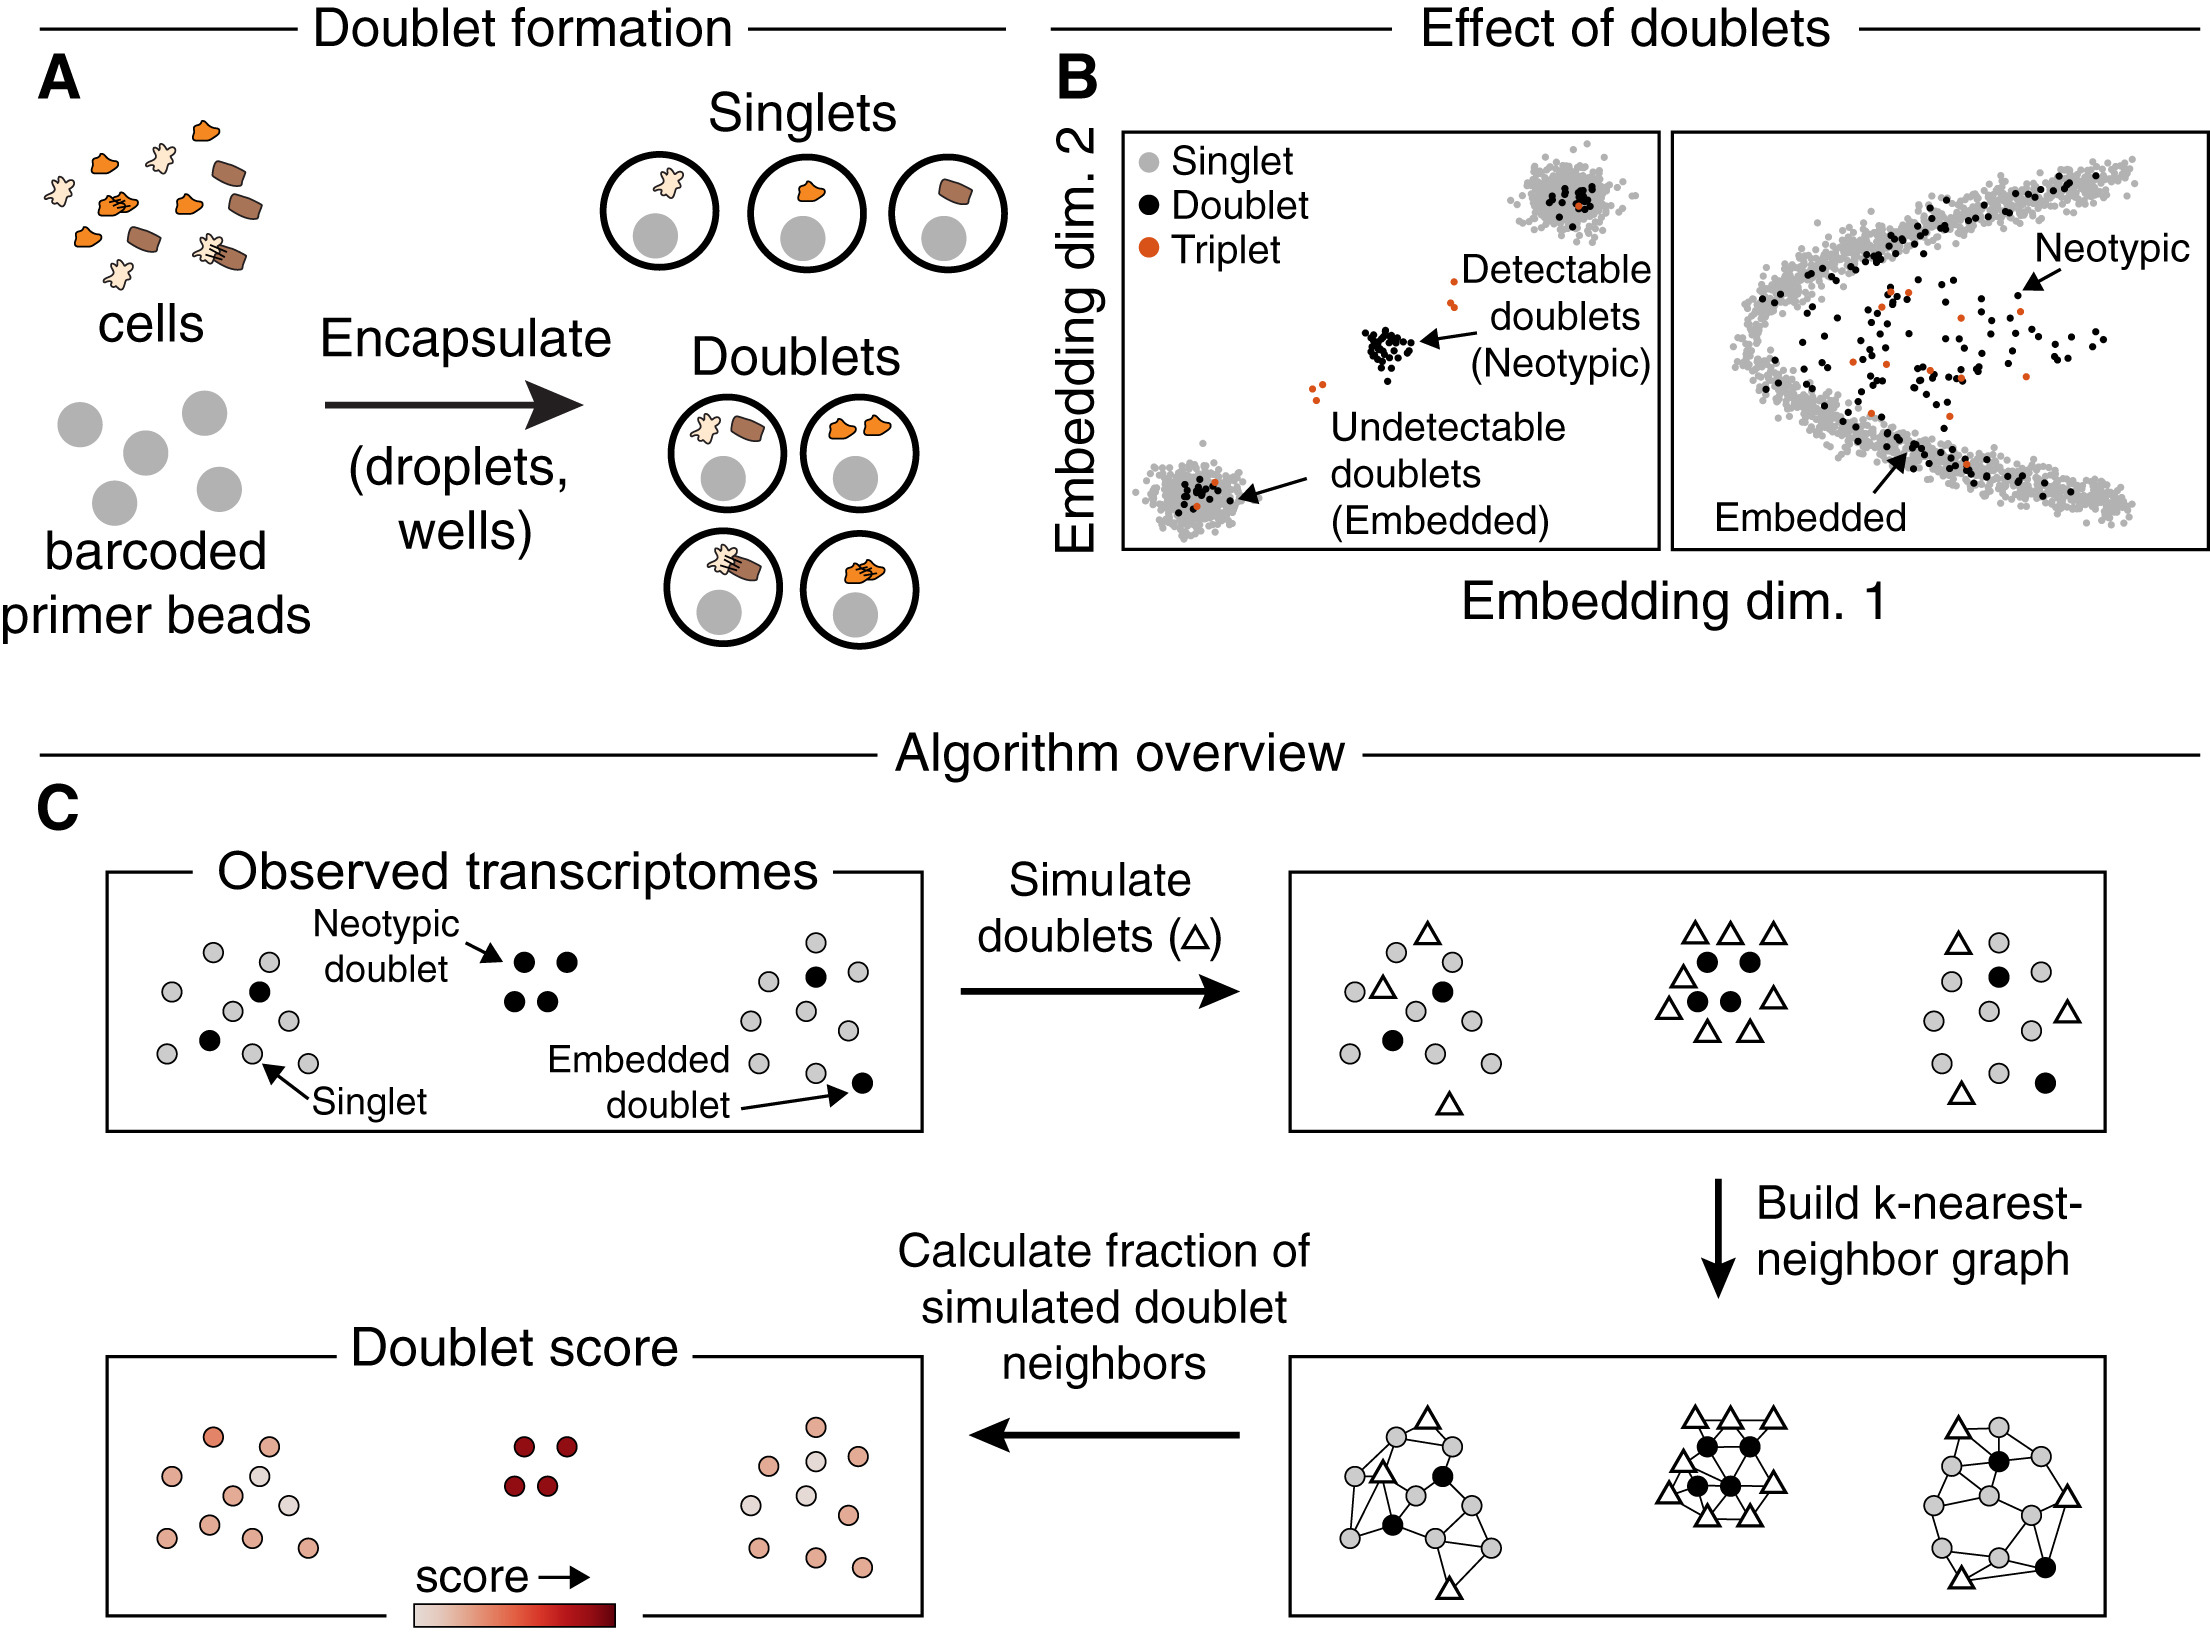 Doublet formation
Effect of doublets
A
cells
barcoded
primer beads
Encapsulate
(droplets,
wells)
Singlets
Doublets
B
Embedding dim. 2
Singlet
Doublet
Triplet
Detectable
doublets
(Neotypic)
Undetectable
doublets
(Embedded)
Neotypic
Embedded
Embedding dim. 1
Algorithm overview
C
Observed transcriptomes
Neotypic
doublet
Embedded
doublet
Singlet
Simulate
doublets (△)
Build k-nearest-
neighbor graph
Calculate fraction of
simulated doublet
neighbors
Doublet score
score